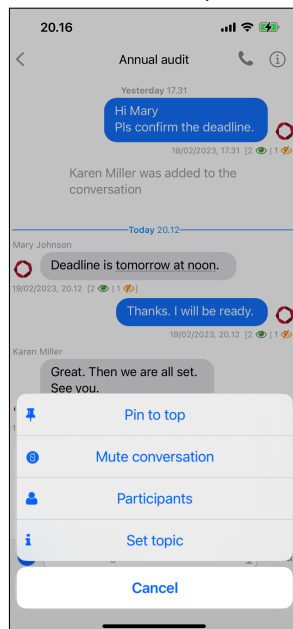 20.16
Annual audit
Yesterday 17.31
Hi Mary
Pls confirm the deadline.
18/02/2023, 17.31 [2 | 1 ]
Karen Miller was added to the
conversation
Today 20.12
Mary Johnson
Deadline is tomorrow at noon.
19/02/2023, 20.12 [2 | 1 ]
Thanks. I will be ready.
19/02/2023, 20.12 [2 | 1 ]
Karen Miller
Great. Then we are all set.
See you.
Pin to top
Mute conversation
Participants
Set topic
Cancel